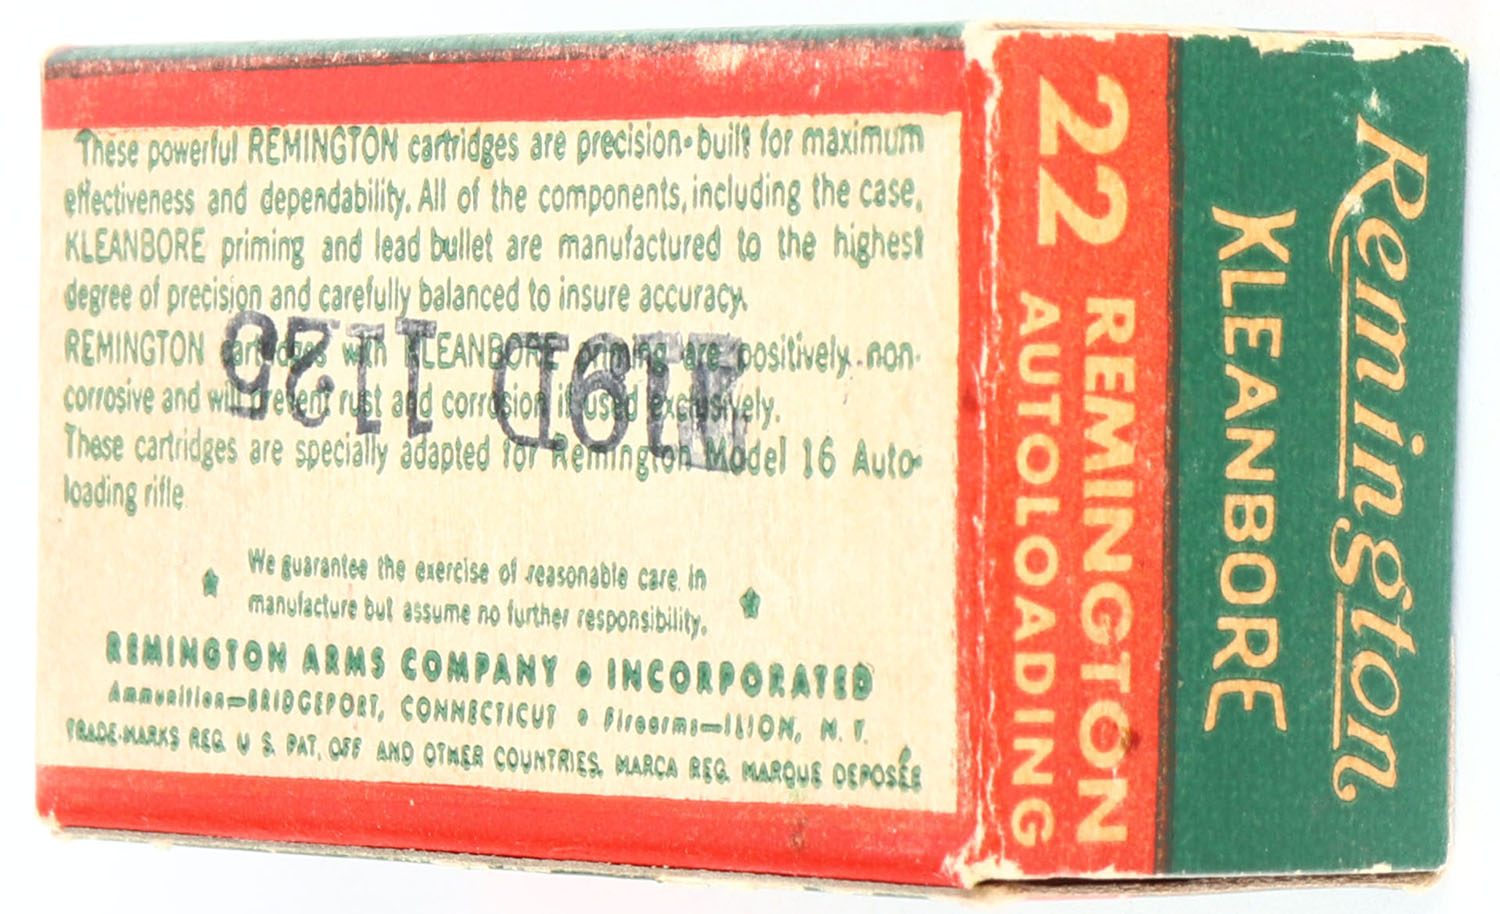 These powerful REMINGTON cartridges are precision-built for maximum
effectiveness and dependability. All of the components, including the case,
KLEANBORE priming and lead bullet are manufactured to the highest
degree of precision and carefully balanced to insure accuracy.
REMINGTON cartridges with KLEANBORE priming are positively non-
corrosive and will prevent rust and corrosion if used exclusively.
These cartridges are specially adapted for Remington Model 16 Auto-
loading rifle
We guarantee the exercise of reasonable care in
manufacture but assume no further responsibility.
REMINGTON ARMS COMPANY • INCORPORATED
Ammunition—BRIDGEPORT, CONNECTICUT • Firearms—ILION, N. Y.
TRADE-MARKS REG. U S. PAT. OFF AND OTHER COUNTRIES. MARCA REG. MARQUE DEPOSÉE
Remington
KLEANBORE
22 REMINGTON
AUTOLOADING